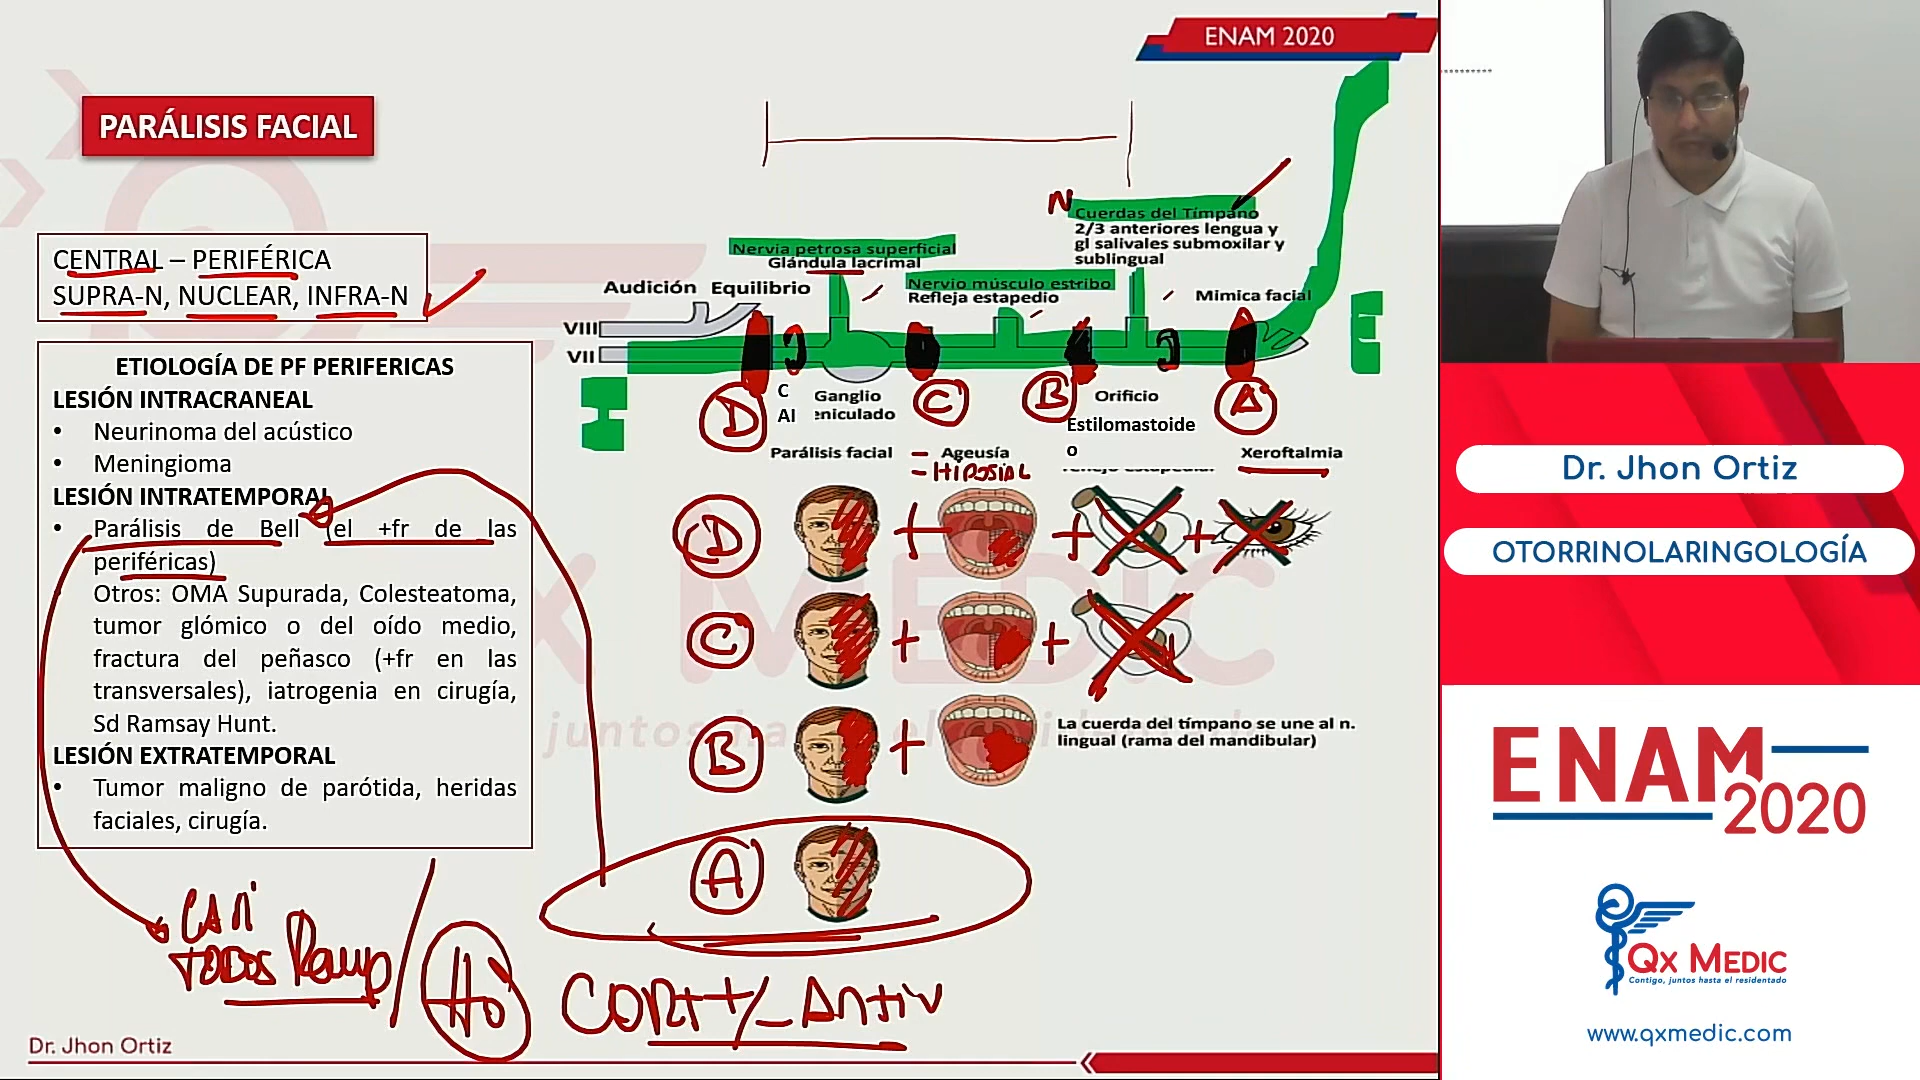 ENAM 2020
PARÁLISIS FACIAL
CENTRAL – PERIFÉRICA
SUPRA-N, NUCLEAR, INFRA-N
ETIOLOGÍA DE PF PERIFERICAS
LESIÓN INTRACRANEAL
• Neurinoma del acústico
• Meningioma
LESIÓN INTRATEMPORAL
• Parálisis de Bell (el +fr de las
periféricas)
Otros: OMA Supurada, Colesteatoma,
tumor glómico o del oído medio,
fractura del peñasco (+fr en las
transversales), iatrogenia en cirugía,
Sd Ramsay Hunt.
LESIÓN EXTRATEMPORAL
• Tumor maligno de parótida, heridas
faciales, cirugía.
N
Cuerdas del Tímpano
2/3 anteriores lengua y
gl salivales submoxilar y
sublingual
Nervia petrosa superficial
Glándula lacrimal
Nervio músculo estribo
Refleja estapedio
Audición Equilibrio
Mimica facial
VIII
VII
D
C
AI
Ganglio
eniculado
C
B
Orificio
Estilomastoide
o
A
Parálisis facial
– Ageusía
– HIPOSIAL
Xeroftalmia
D + + +
C + +
B +
La cuerda del tímpano se une al n.
lingual (rama del mandibular)
A
TODOS
CORT +/- ANTIV
Dr. Jhon Ortiz
Dr. Jhon Ortiz
OTORRINOLARINGOLOGÍA
ENAM
2020
QX MEDIC
Contigo, juntos hasta el residentado
www.qxmedic.com